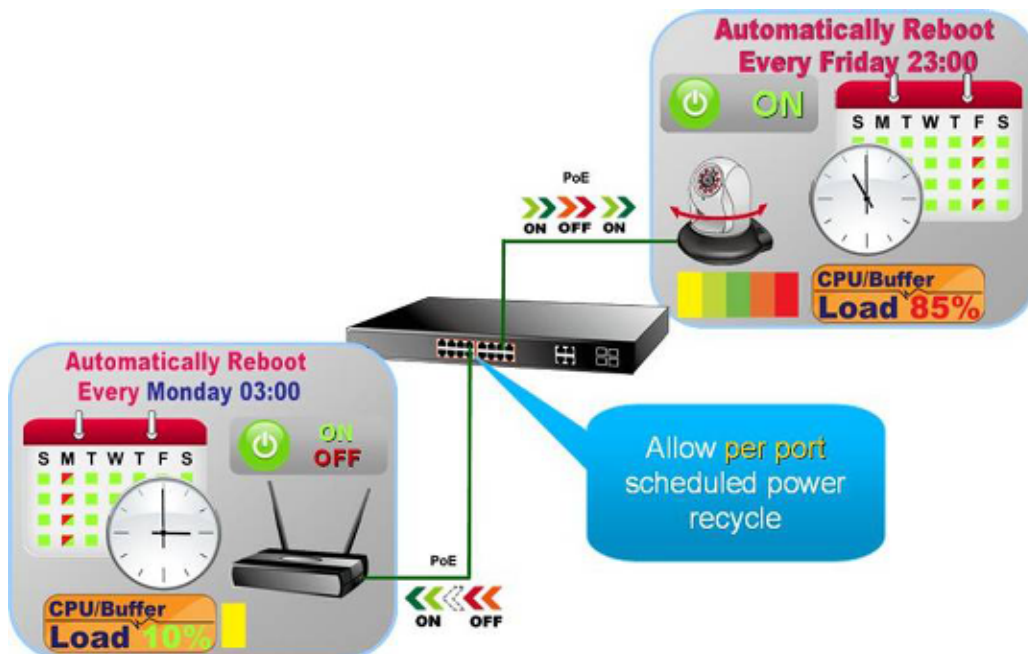 Automatically Reboot
Every Friday 23:00
ON
S M T W T F S
PoE
ON OFF ON
CPU/Buffer
Load 85%
Automatically Reboot
Every Monday 03:00
S M T W T F S
ON
OFF
Allow per port
scheduled power
recycle
PoE
ON OFF
CPU/Buffer
Load 10%